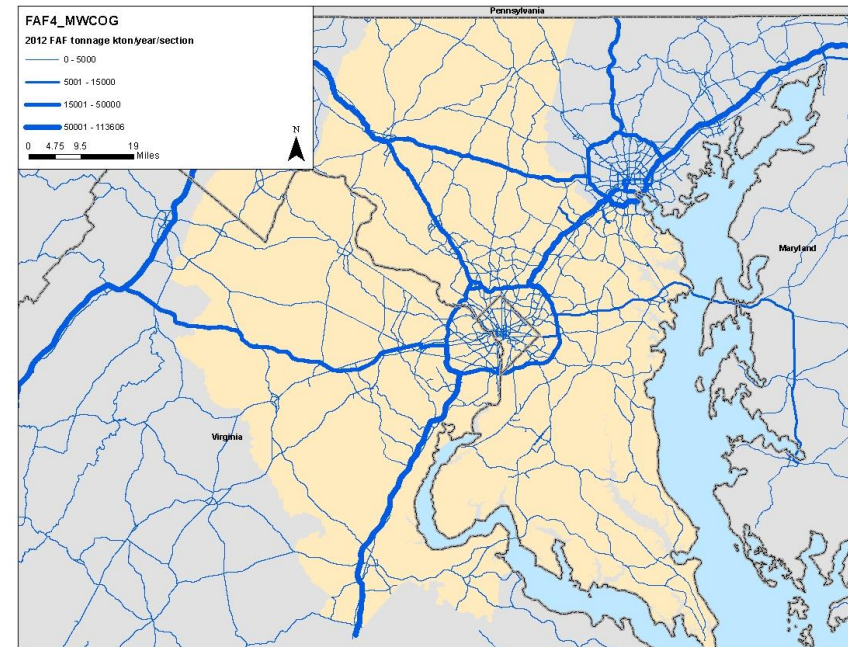 FAF4_MWCOG
2012 FAF tonnage kton/year/section
0 - 5000
5001 - 15000
15001 - 50000
50001 - 113606
0 4.75 9.5 19
Miles
N
Pennsylvania
Maryland
Virginia